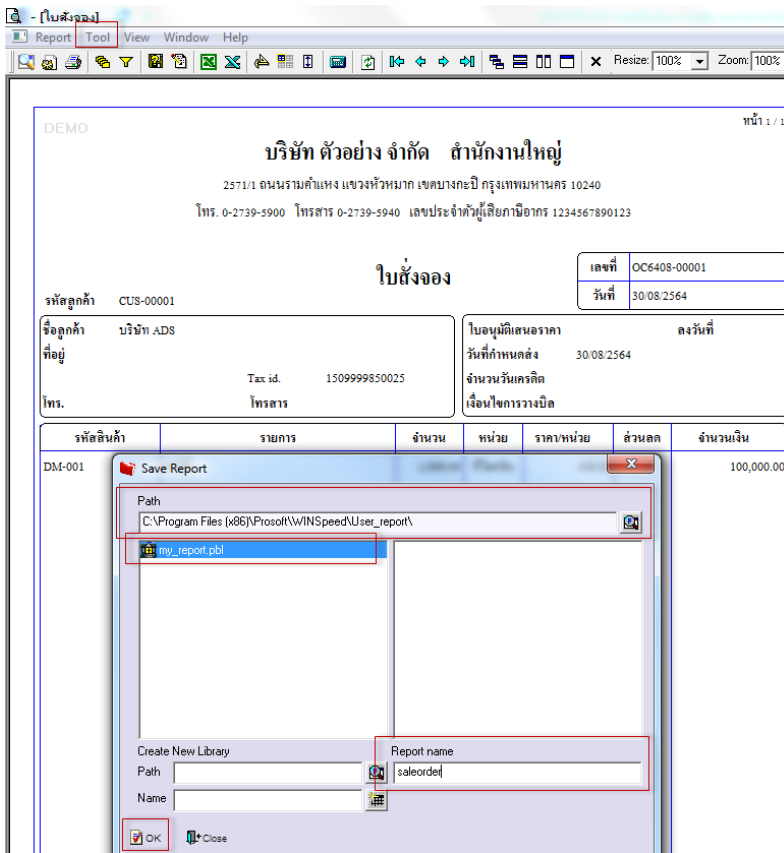 - [ใบสั่งจอง]
Report Tool View Window Help
Resize: 100% Zoom: 100%
DEMO
หน้า 1 / 1
บริษัท ตัวอย่าง จำกัด สำนักงานใหญ่
2571/1 ถนนรามคำแหง แขวงหัวหมาก เขตบางกะปิ กรุงเทพมหานคร 10240
โทร. 0-2739-5900 โทรสาร 0-2739-5940 เลขประจำตัวผู้เสียภาษีอากร 1234567890123
ใบสั่งจอง
เลขที่ OC6408-00001
วันที่ 30/08/2564
รหัสลูกค้า CUS-00001
ชื่อลูกค้า บริษัท ADS
ที่อยู่
Tax id. 1509999850025
โทร. โทรสาร
ใบอนุมัติเสนอราคา ลงวันที่
วันที่กำหนดส่ง 30/08/2564
จำนวนวันเครดิต
เงื่อนไขการวางบิล
รหัสสินค้า รายการ จำนวน หน่วย ราคา/หน่วย ส่วนลด จำนวนเงิน
DM-001 100,000.00
Save Report
Path
C:\Program Files (x86)\Prosoft\WINSpeed\User_report\
my_report.pbl
Create New Library
Path
Name
Report name
saleorder
OK Close